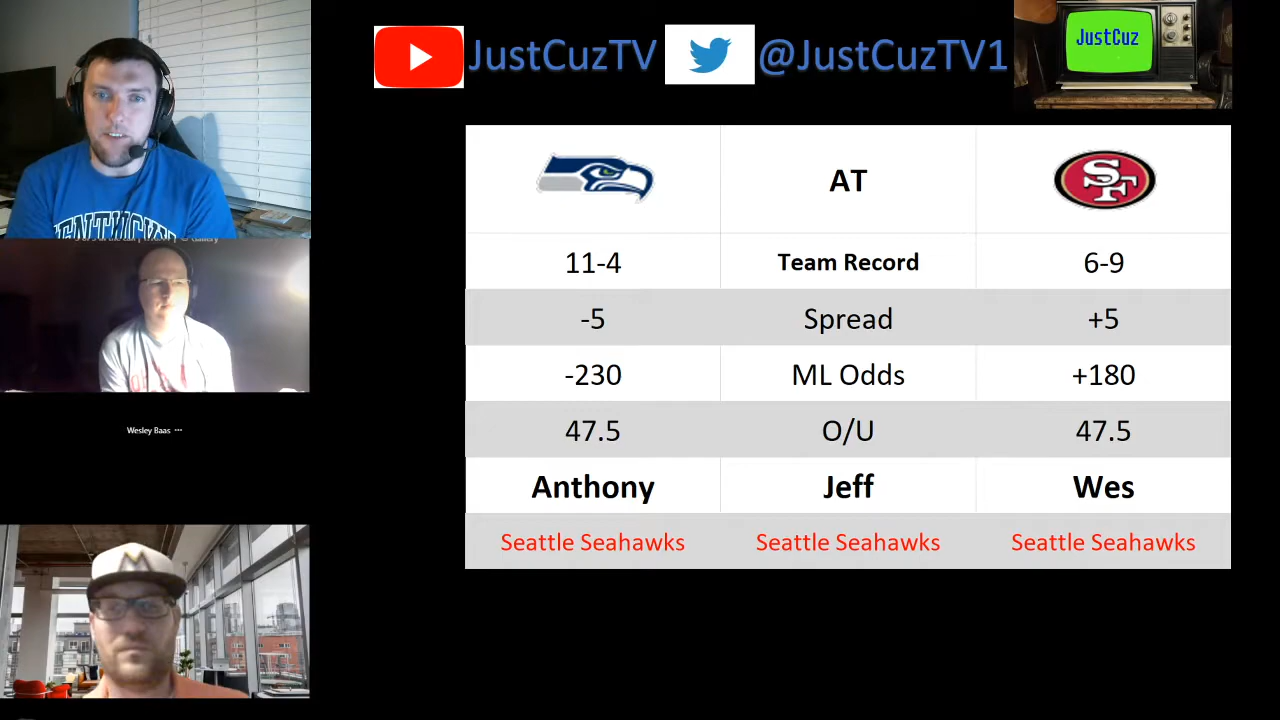 JustCuzTV @JustCuzTV1
JustCuz
AT
SF
11-4 Team Record 6-9
-5 Spread +5
-230 ML Odds +180
47.5 O/U 47.5
Anthony Jeff Wes
Seattle Seahawks Seattle Seahawks Seattle Seahawks
Wesley Baas ...
M